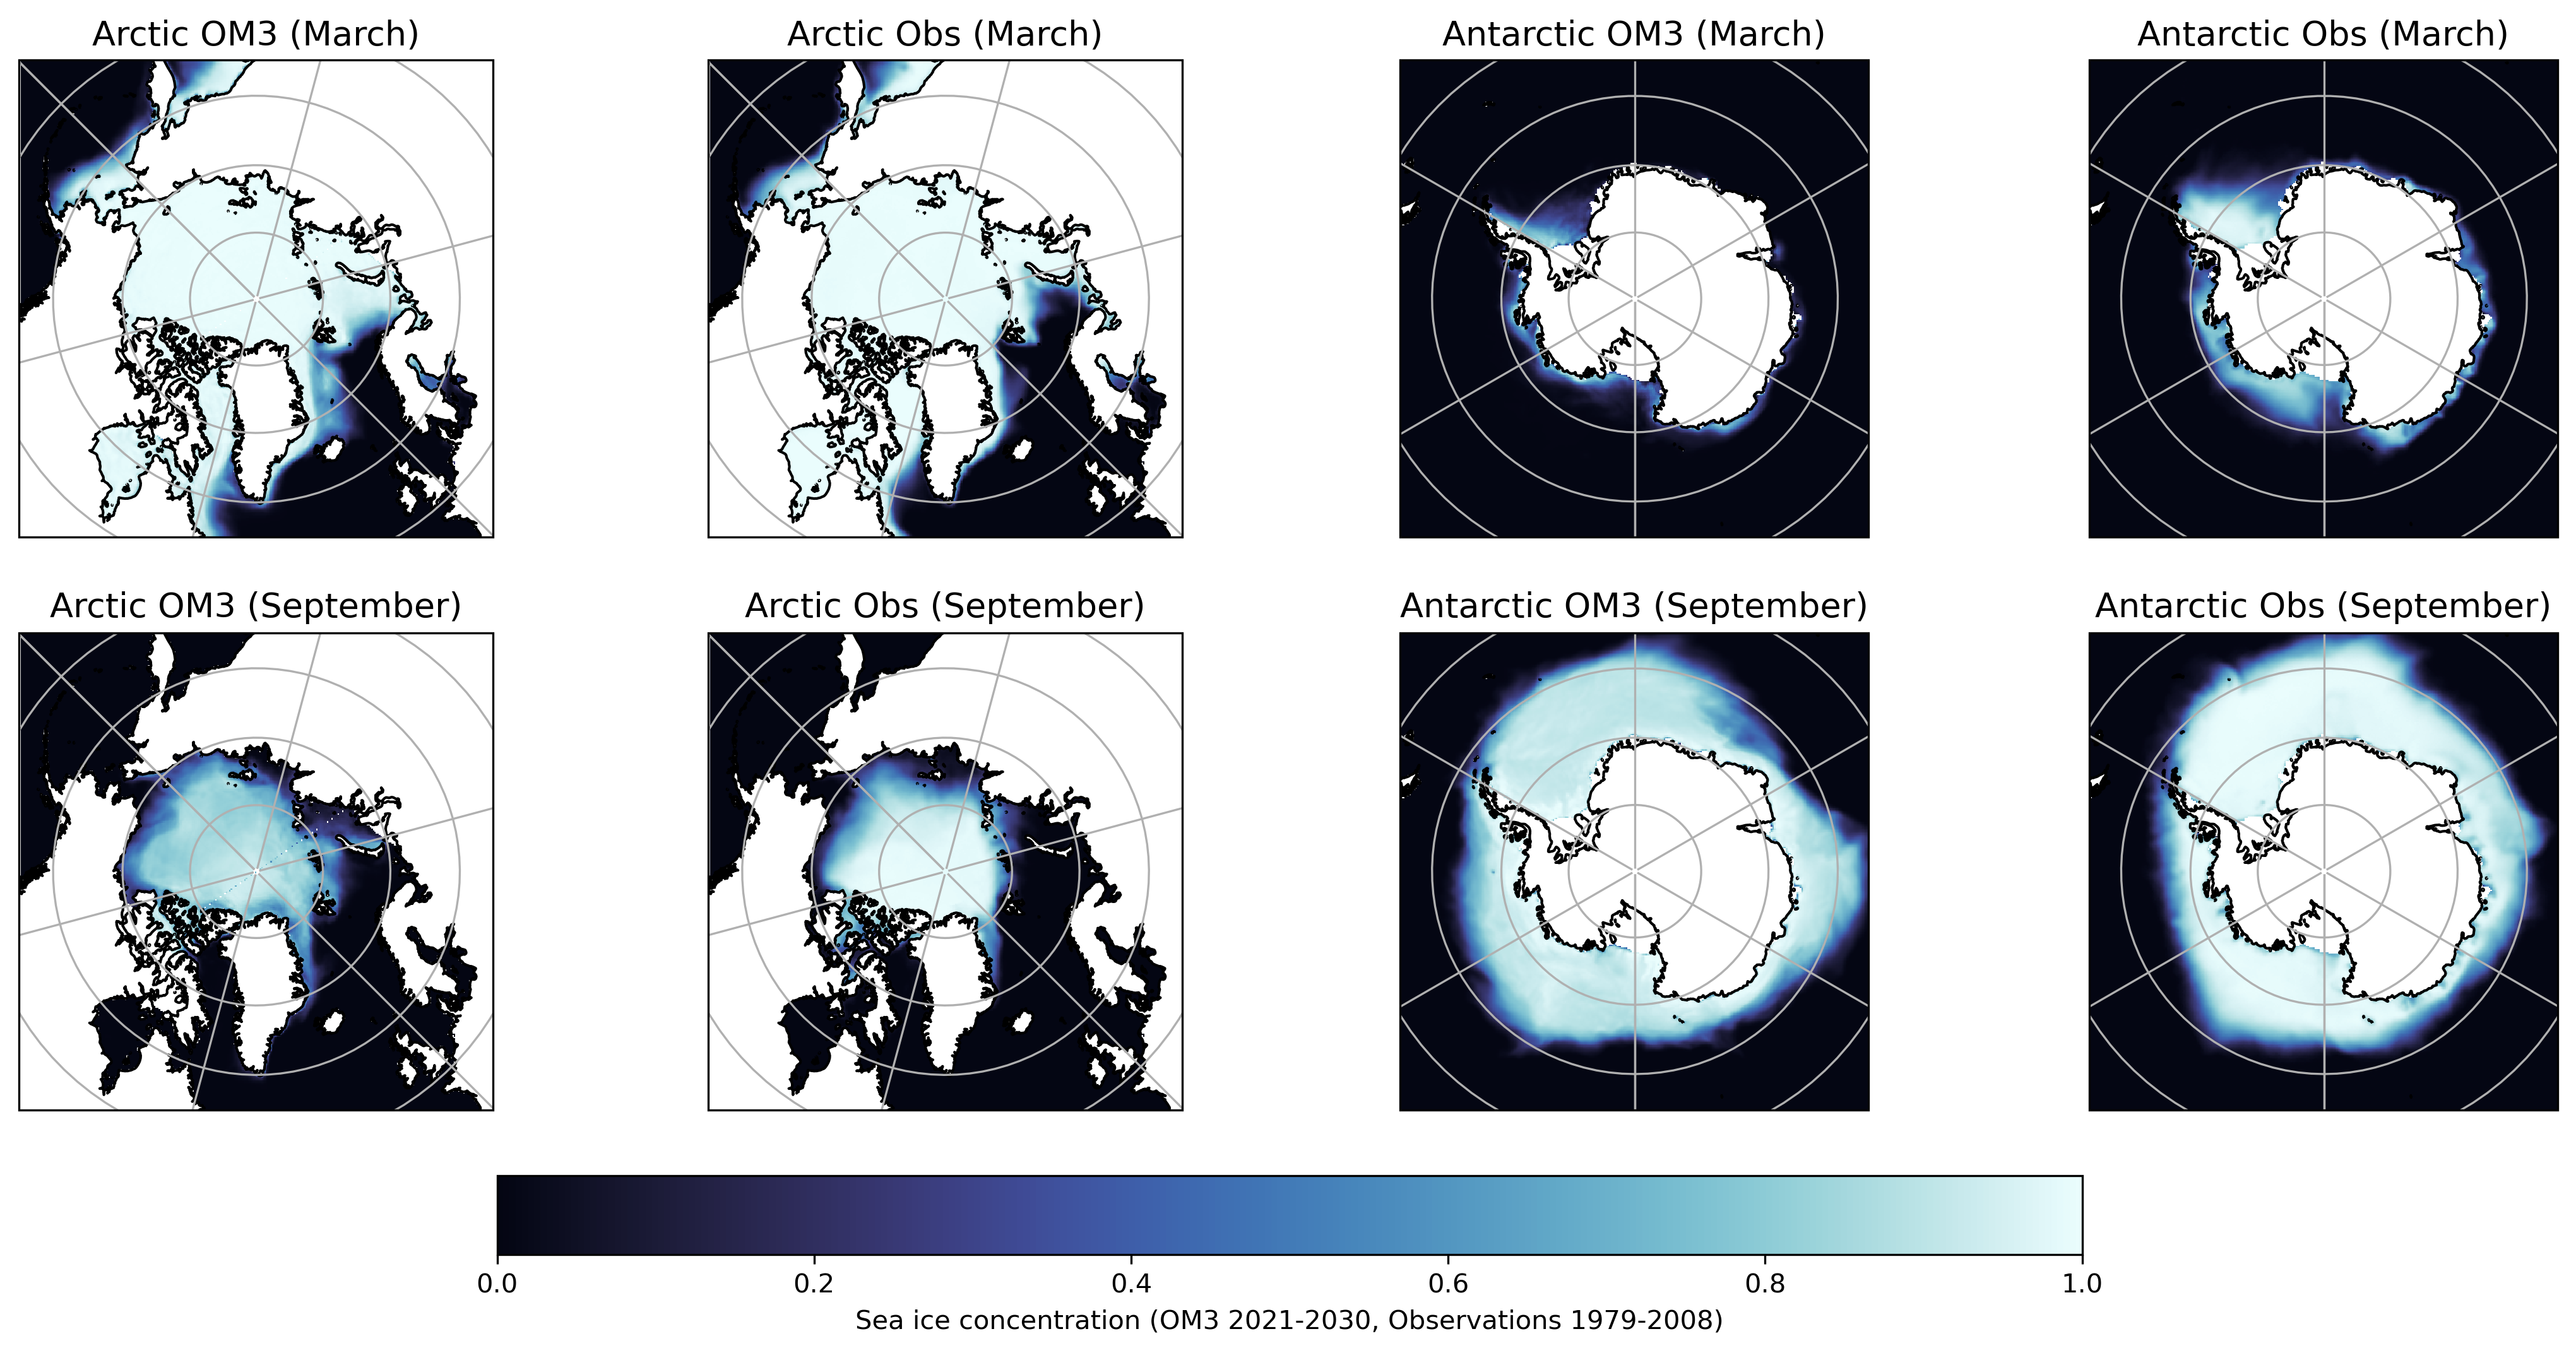 Arctic OM3 (March)
Arctic Obs (March)
Antarctic OM3 (March)
Antarctic Obs (March)
Arctic OM3 (September)
Arctic Obs (September)
Antarctic OM3 (September)
Antarctic Obs (September)
0.0
0.2
0.4
0.6
0.8
1.0
Sea ice concentration (OM3 2021-2030, Observations 1979-2008)